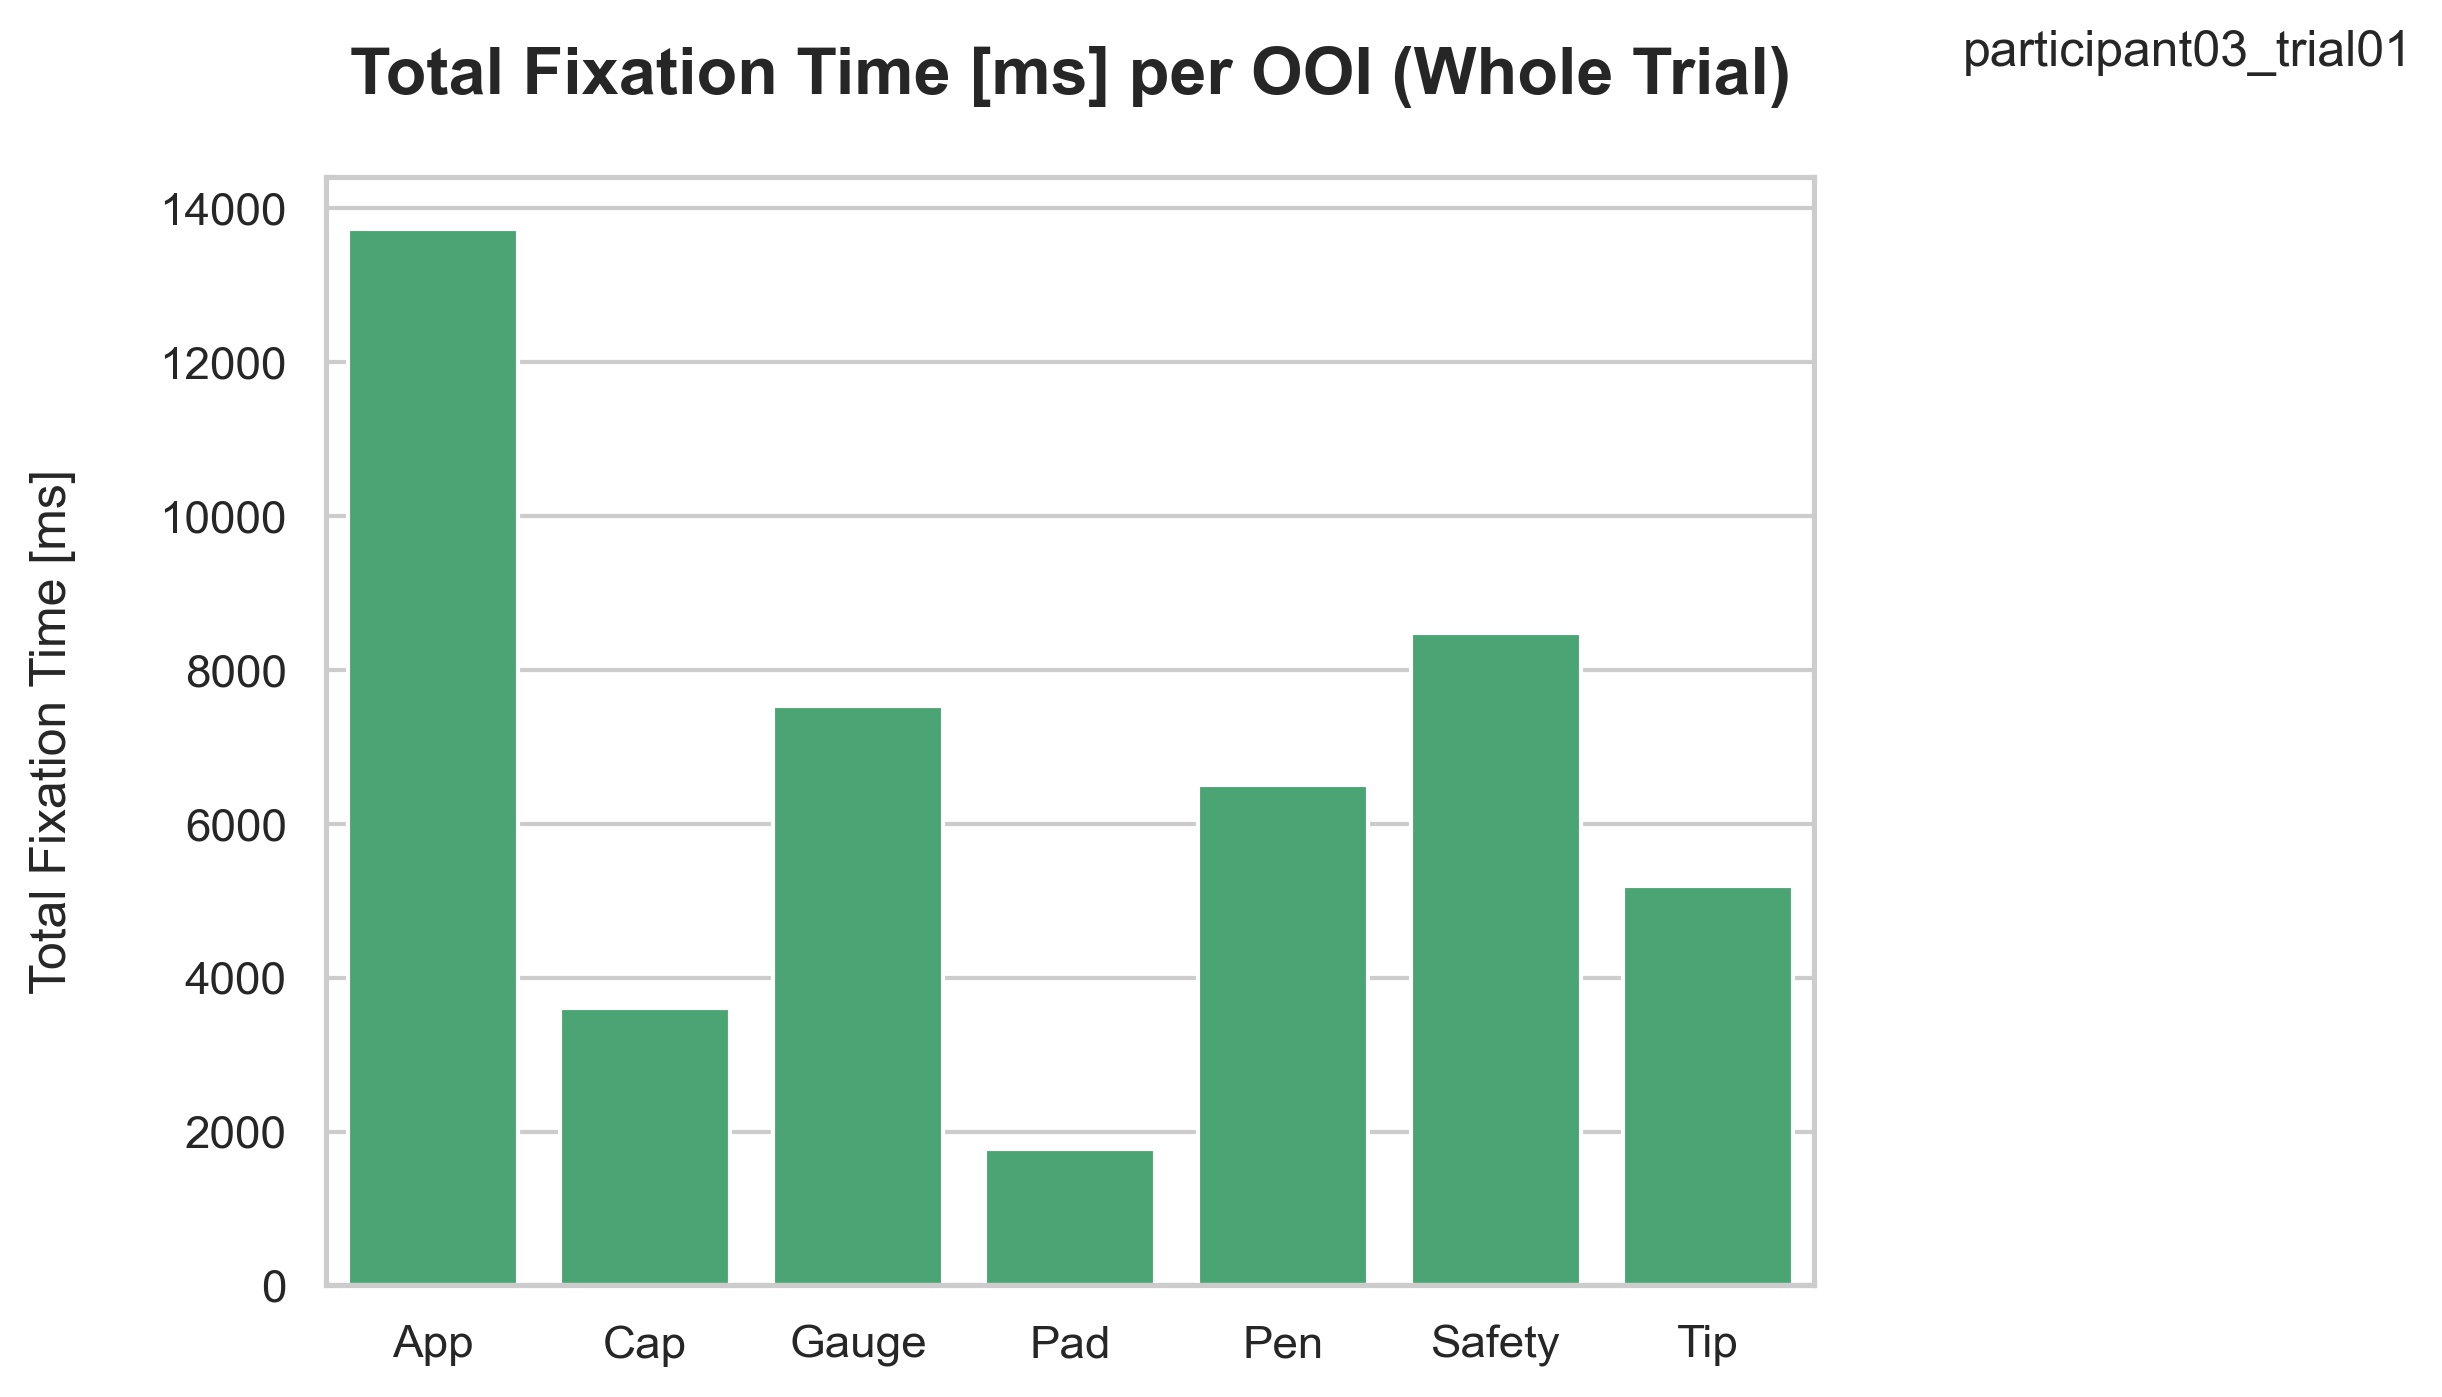 participant03_trial01
Total Fixation Time [ms] per OOI (Whole Trial)
Total Fixation Time [ms]
14000
12000
10000
8000
6000
4000
2000
0
App Cap Gauge Pad Pen Safety Tip